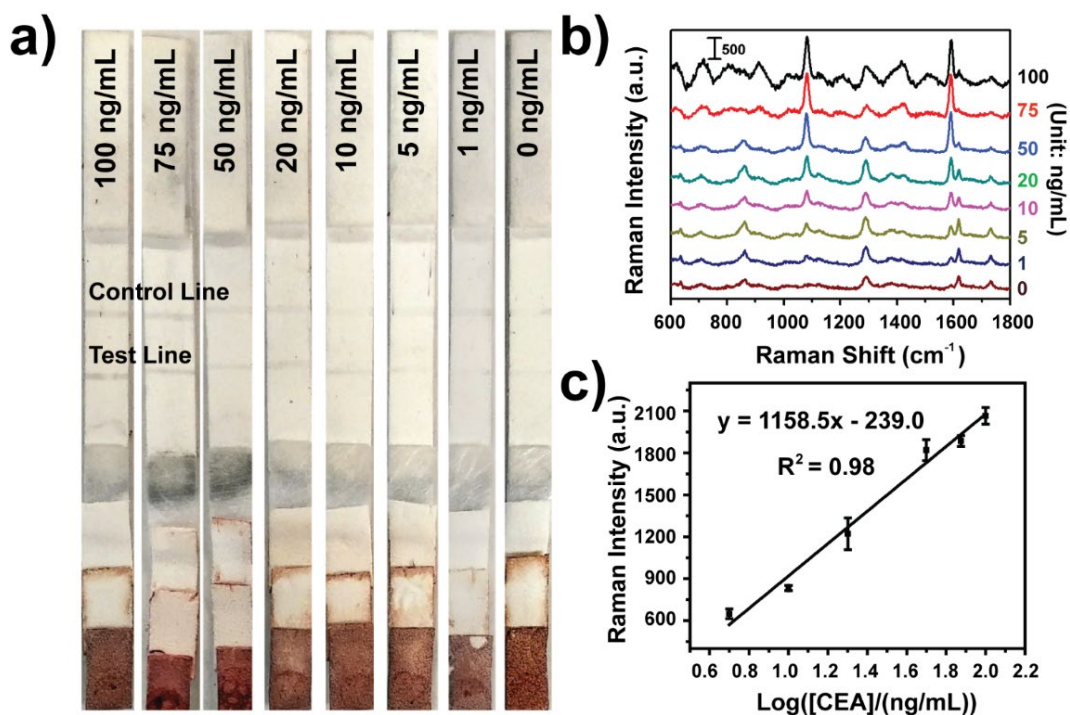 a)
100 ng/mL
75 ng/mL
50 ng/mL
20 ng/mL
10 ng/mL
5 ng/mL
1 ng/mL
0 ng/mL
Control Line
Test Line
b)
500
Raman Intensity (a.u.)
100
75
50
20
10
5
1
0
(Unit: ng/mL)
600 800 1000 1200 1400 1600 1800
Raman Shift (cm⁻¹)
c)
y = 1158.5x - 239.0
R² = 0.98
Raman Intensity (a.u.)
2100
1800
1500
1200
900
600
0.6 0.8 1.0 1.2 1.4 1.6 1.8 2.0 2.2
Log([CEA]/(ng/mL))